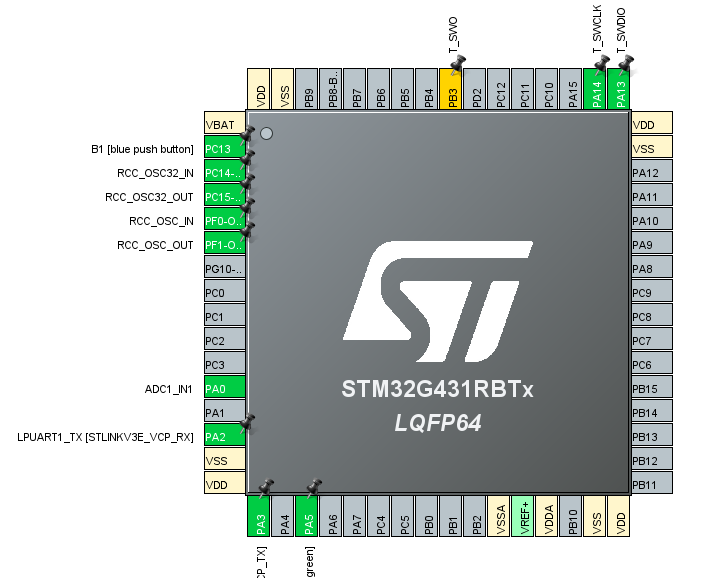 T_SWO
T_SWCLK
T_SWDIO
VDD
VSS
PB9
PB8-B..
PB7
PB6
PB5
PB4
PB3
PD2
PC12
PC11
PC10
PA15
PA14
PA13
VBAT
B1 [blue push button]
PC13
RCC_OSC32_IN
PC14-..
RCC_OSC32_OUT
PC15-..
RCC_OSC_IN
PF0-O..
RCC_OSC_OUT
PF1-O..
PG10-..
PC0
PC1
PC2
PC3
ADC1_IN1
PA0
PA1
LPUART1_TX [STLINKV3E_VCP_RX]
PA2
VSS
VDD
ST
STM32G431RBTx
LQFP64
VDD
VSS
PA12
PA11
PA10
PA9
PA8
PC9
PC8
PC7
PC6
PB15
PB14
PB13
PB12
PB11
PA3
PA4
PA5
PA6
PA7
PC4
PC5
PB0
PB1
PB2
VSSA
VREF+
VDDA
PB10
VSS
VDD
CP_TX]
green]